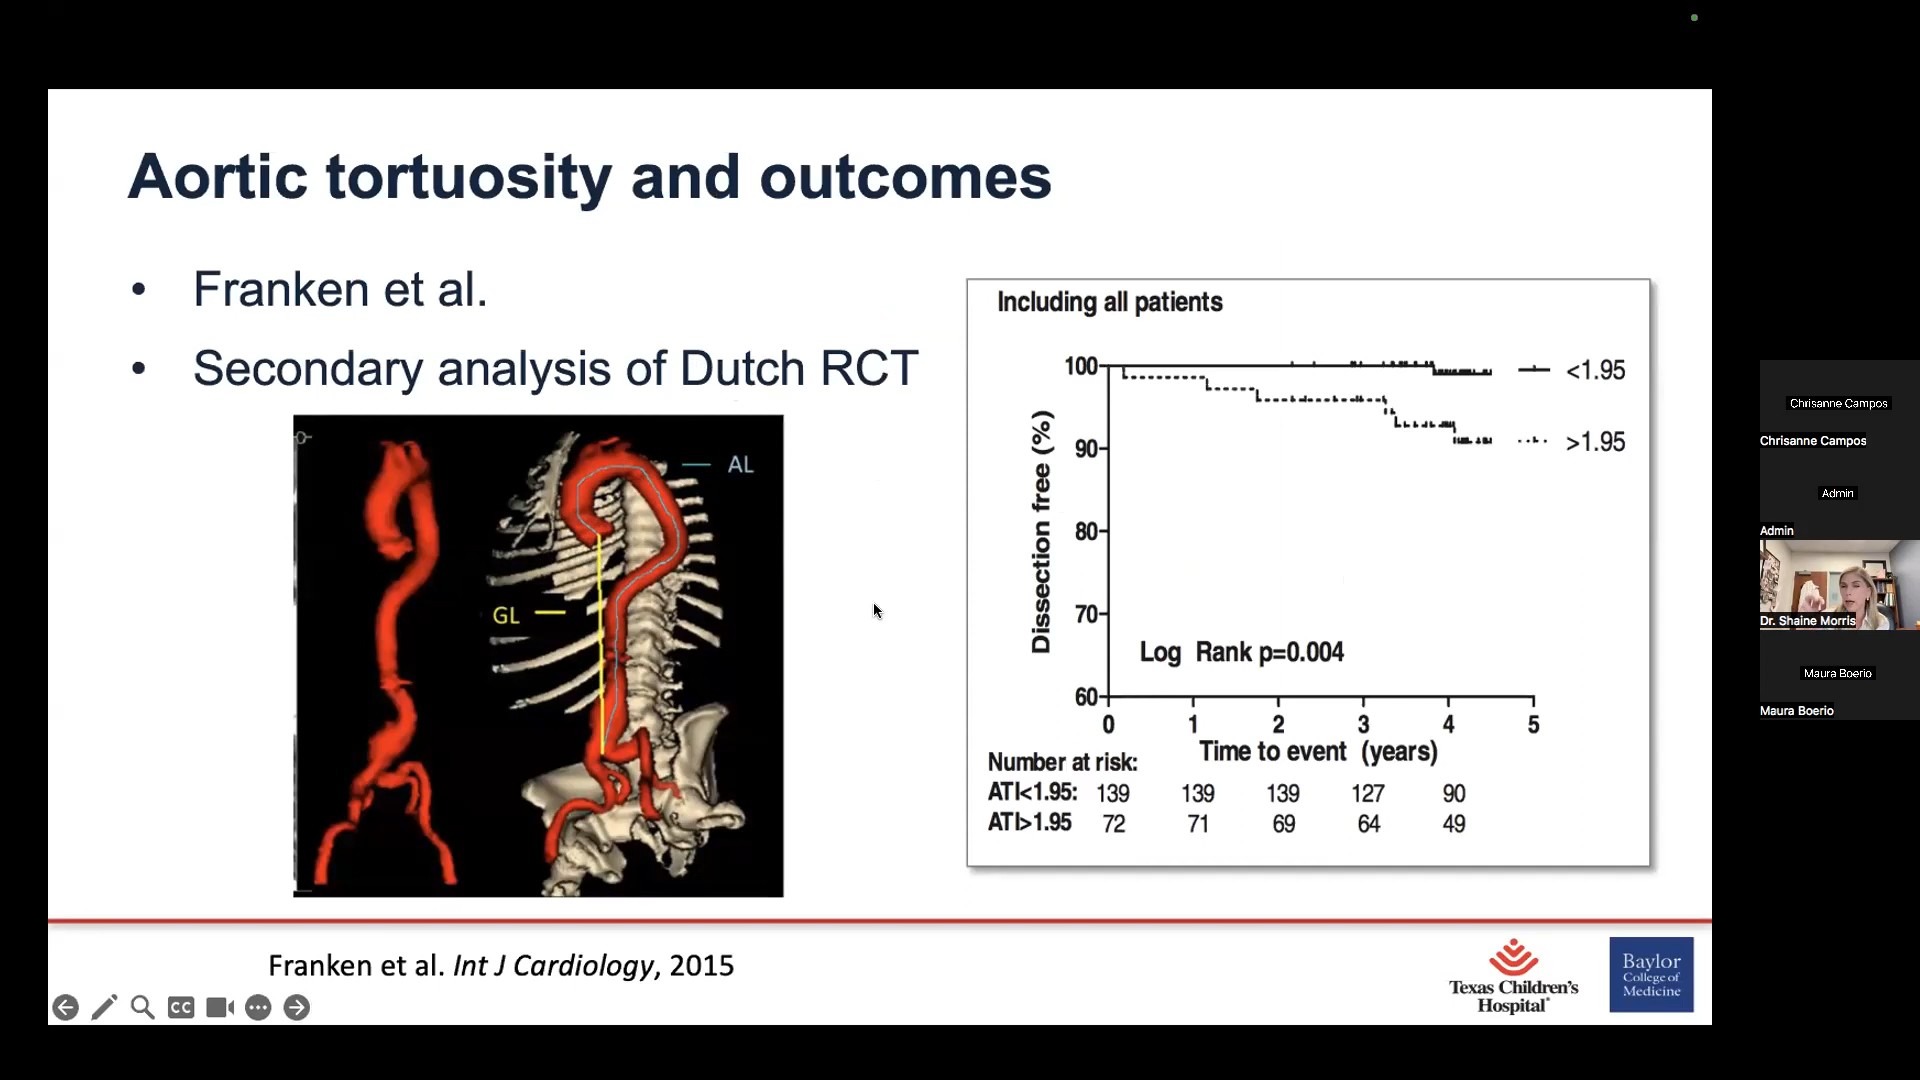 Aortic tortuosity and outcomes
• Franken et al.
• Secondary analysis of Dutch RCT
AL
GL
Including all patients
100
90
80
70
60
Dissection free (%)
<1.95
>1.95
Log Rank p=0.004
0 1 2 3 4 5
Time to event (years)
Number at risk:
ATI<1.95: 139 139 139 127 90
ATI>1.95 72 71 69 64 49
Franken et al. Int J Cardiology, 2015
Texas Children's
Hospital
Baylor
College of
Medicine
CC
Chrisanne Campos
Chrisanne Campos
Admin
Admin
Dr. Shaine Morris
Maura Boerio
Maura Boerio